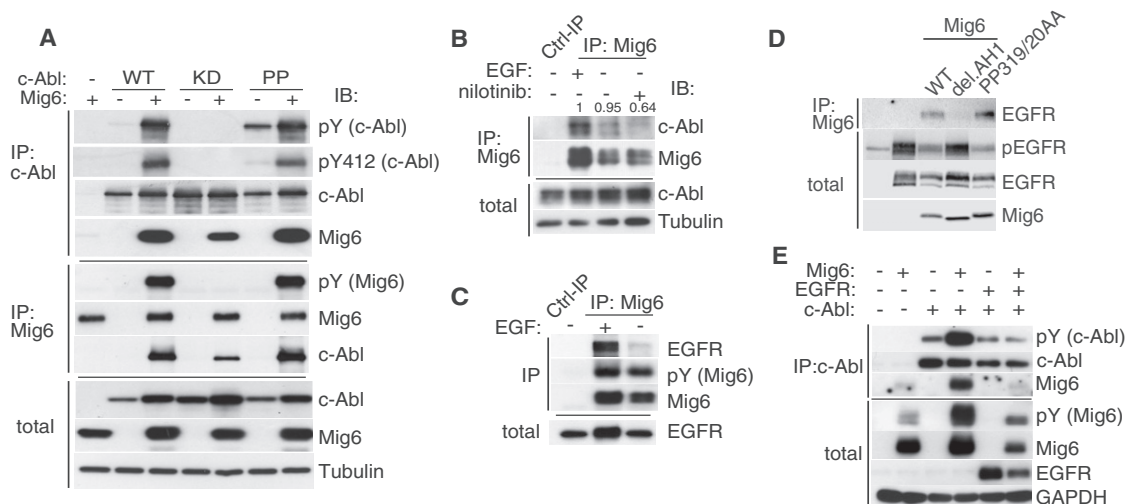 A
c-Abl: - WT KD PP
Mig6: + - + - + - + IB:
IP: c-Abl
pY (c-Abl)
pY412 (c-Abl)
c-Abl
Mig6
IP: Mig6
pY (Mig6)
Mig6
c-Abl
total
c-Abl
Mig6
Tubulin
B
Ctrl-IP IP: Mig6
EGF: - + - -
nilotinib: - - - + IB:
1 0.95 0.64
IP: Mig6
c-Abl
Mig6
total
c-Abl
Tubulin
C
Ctrl-IP IP: Mig6
EGF: - + -
IP
EGFR
pY (Mig6)
Mig6
total
EGFR
D
Mig6
WT del.AH1 PP319/20AA
IP: Mig6
EGFR
total
pEGFR
EGFR
Mig6
E
Mig6: - + - + - +
EGFR: - - - - + +
c-Abl: - - + + + +
IP:c-Abl
pY (c-Abl)
c-Abl
Mig6
total
pY (Mig6)
Mig6
EGFR
GAPDH